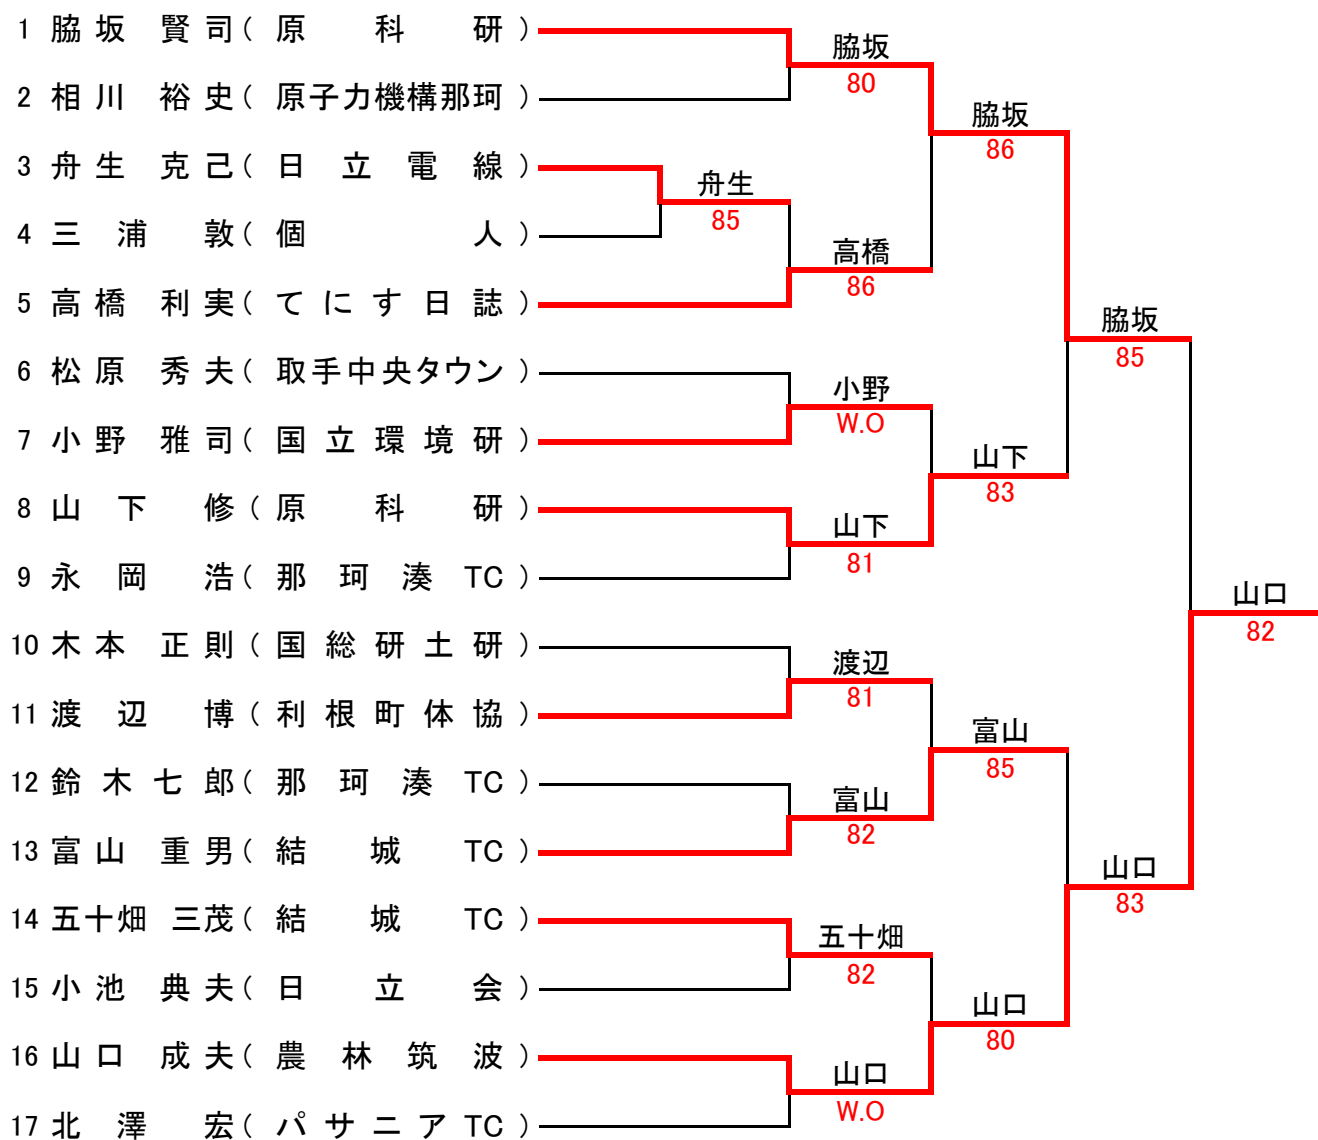 1 脇坂 賢司(原科研)
脇坂
80
2 相川 裕史(原子力機構那珂)
脇坂
86
3 舟生 克己(日立電線)
舟生
85
4 三浦 敦(個人)
高橋
86
5 高橋 利実(てにす日誌)
脇坂
85
6 松原 秀夫(取手中央タウン)
小野
W.O
7 小野 雅司(国立環境研)
山下
83
8 山下 修(原科研)
山下
81
9 永岡 浩(那珂湊TC)
山口
82
10 木本 正則(国総研土研)
渡辺
81
11 渡辺 博(利根町体協)
富山
85
12 鈴木七郎(那珂湊TC)
富山
82
13 富山 重男(結城TC)
山口
83
14 五十畑 三茂(結城TC)
五十畑
82
15 小池 典夫(日立会)
山口
80
16 山口 成夫(農林筑波)
山口
W.O
17 北澤 宏(パサニアTC)